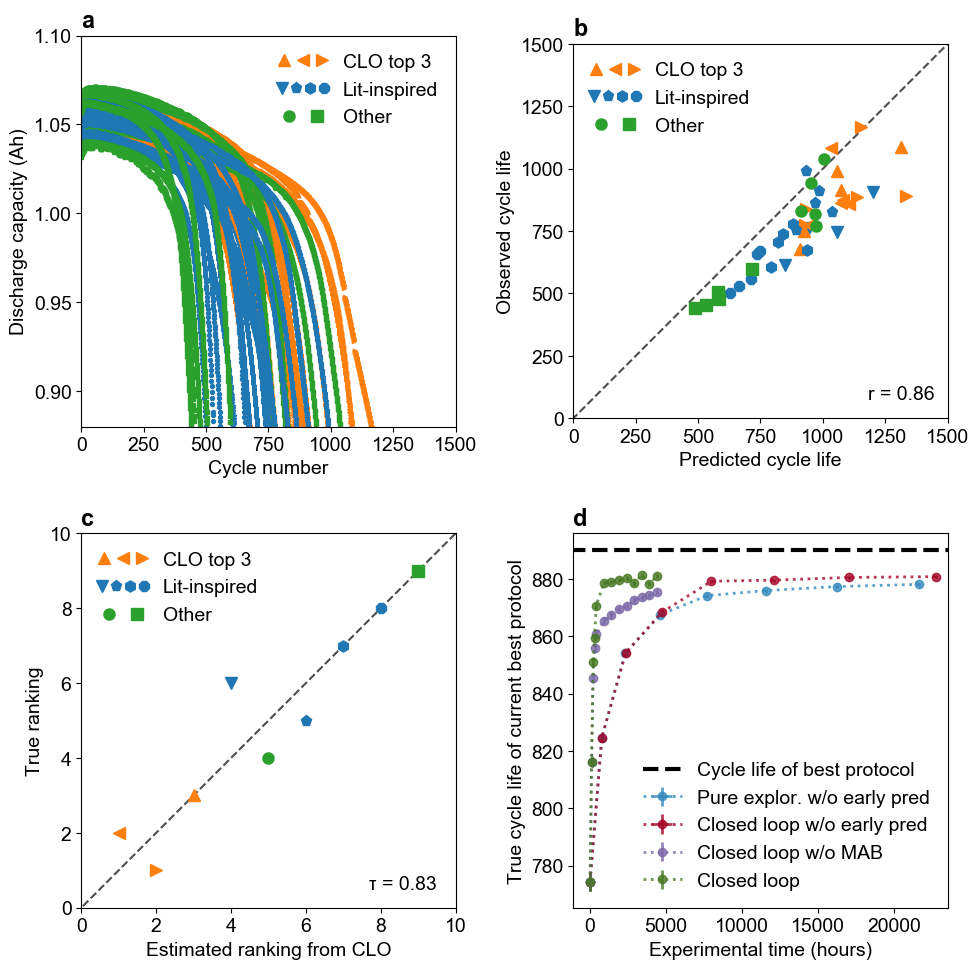 a
1.10
1.05
1.00
0.95
0.90
0
250
500
750
1000
1250
1500
Cycle number
Discharge capacity (Ah)
CLO top 3
Lit-inspired
Other
b
1500
1250
1000
750
500
250
0
0
250
500
750
1000
1250
1500
Predicted cycle life
Observed cycle life
CLO top 3
Lit-inspired
Other
r = 0.86
c
10
8
6
4
2
0
0
2
4
6
8
10
Estimated ranking from CLO
True ranking
CLO top 3
Lit-inspired
Other
τ = 0.83
d
880
860
840
820
800
780
0
5000
10000
15000
20000
Experimental time (hours)
True cycle life of current best protocol
Cycle life of best protocol
Pure explor. w/o early pred
Closed loop w/o early pred
Closed loop w/o MAB
Closed loop